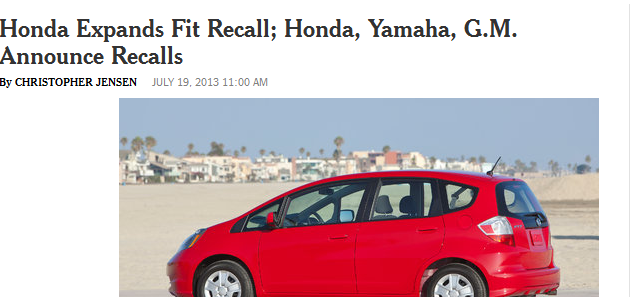 Honda Expands Fit Recall; Honda, Yamaha, G.M.
Announce Recalls
By CHRISTOPHER JENSEN JULY 19, 2013 11:00 AM